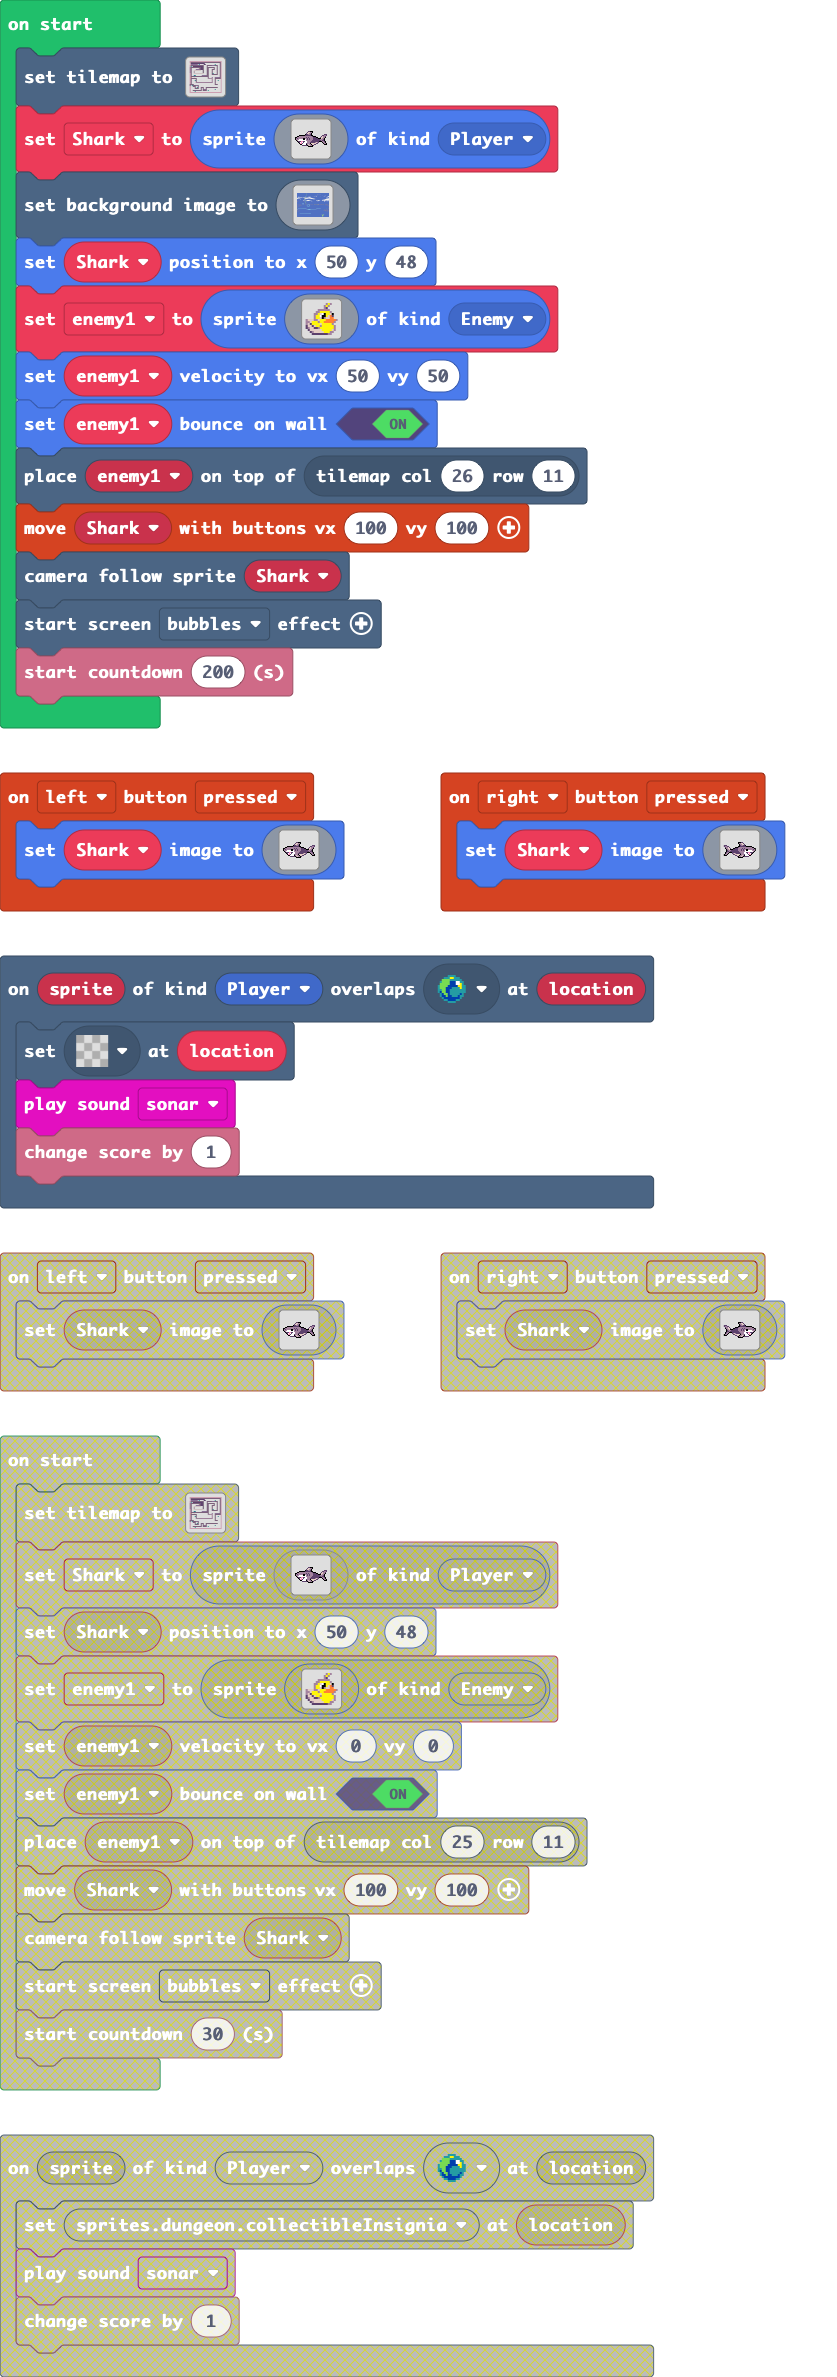 on start
set tilemap to
set Shark to sprite of kind Player
set background image to
set Shark position to x 50 y 48
set enemy1 to sprite of kind Enemy
set enemy1 velocity to vx 50 vy 50
set enemy1 bounce on wall ON
place enemy1 on top of tilemap col 26 row 11
move Shark with buttons vx 100 vy 100
camera follow sprite Shark
start screen bubbles effect
start countdown 200 (s)
on left button pressed
set Shark image to
on right button pressed
set Shark image to
on sprite of kind Player overlaps at location
set at location
play sound sonar
change score by 1
on left button pressed
set Shark image to
on right button pressed
set Shark image to
on start
set tilemap to
set Shark to sprite of kind Player
set Shark position to x 50 y 48
set enemy1 to sprite of kind Enemy
set enemy1 velocity to vx 0 vy 0
set enemy1 bounce on wall ON
place enemy1 on top of tilemap col 25 row 11
move Shark with buttons vx 100 vy 100
camera follow sprite Shark
start screen bubbles effect
start countdown 30 (s)
on sprite of kind Player overlaps at location
set sprites.dungeon.collectibleInsignia at location
play sound sonar
change score by 1